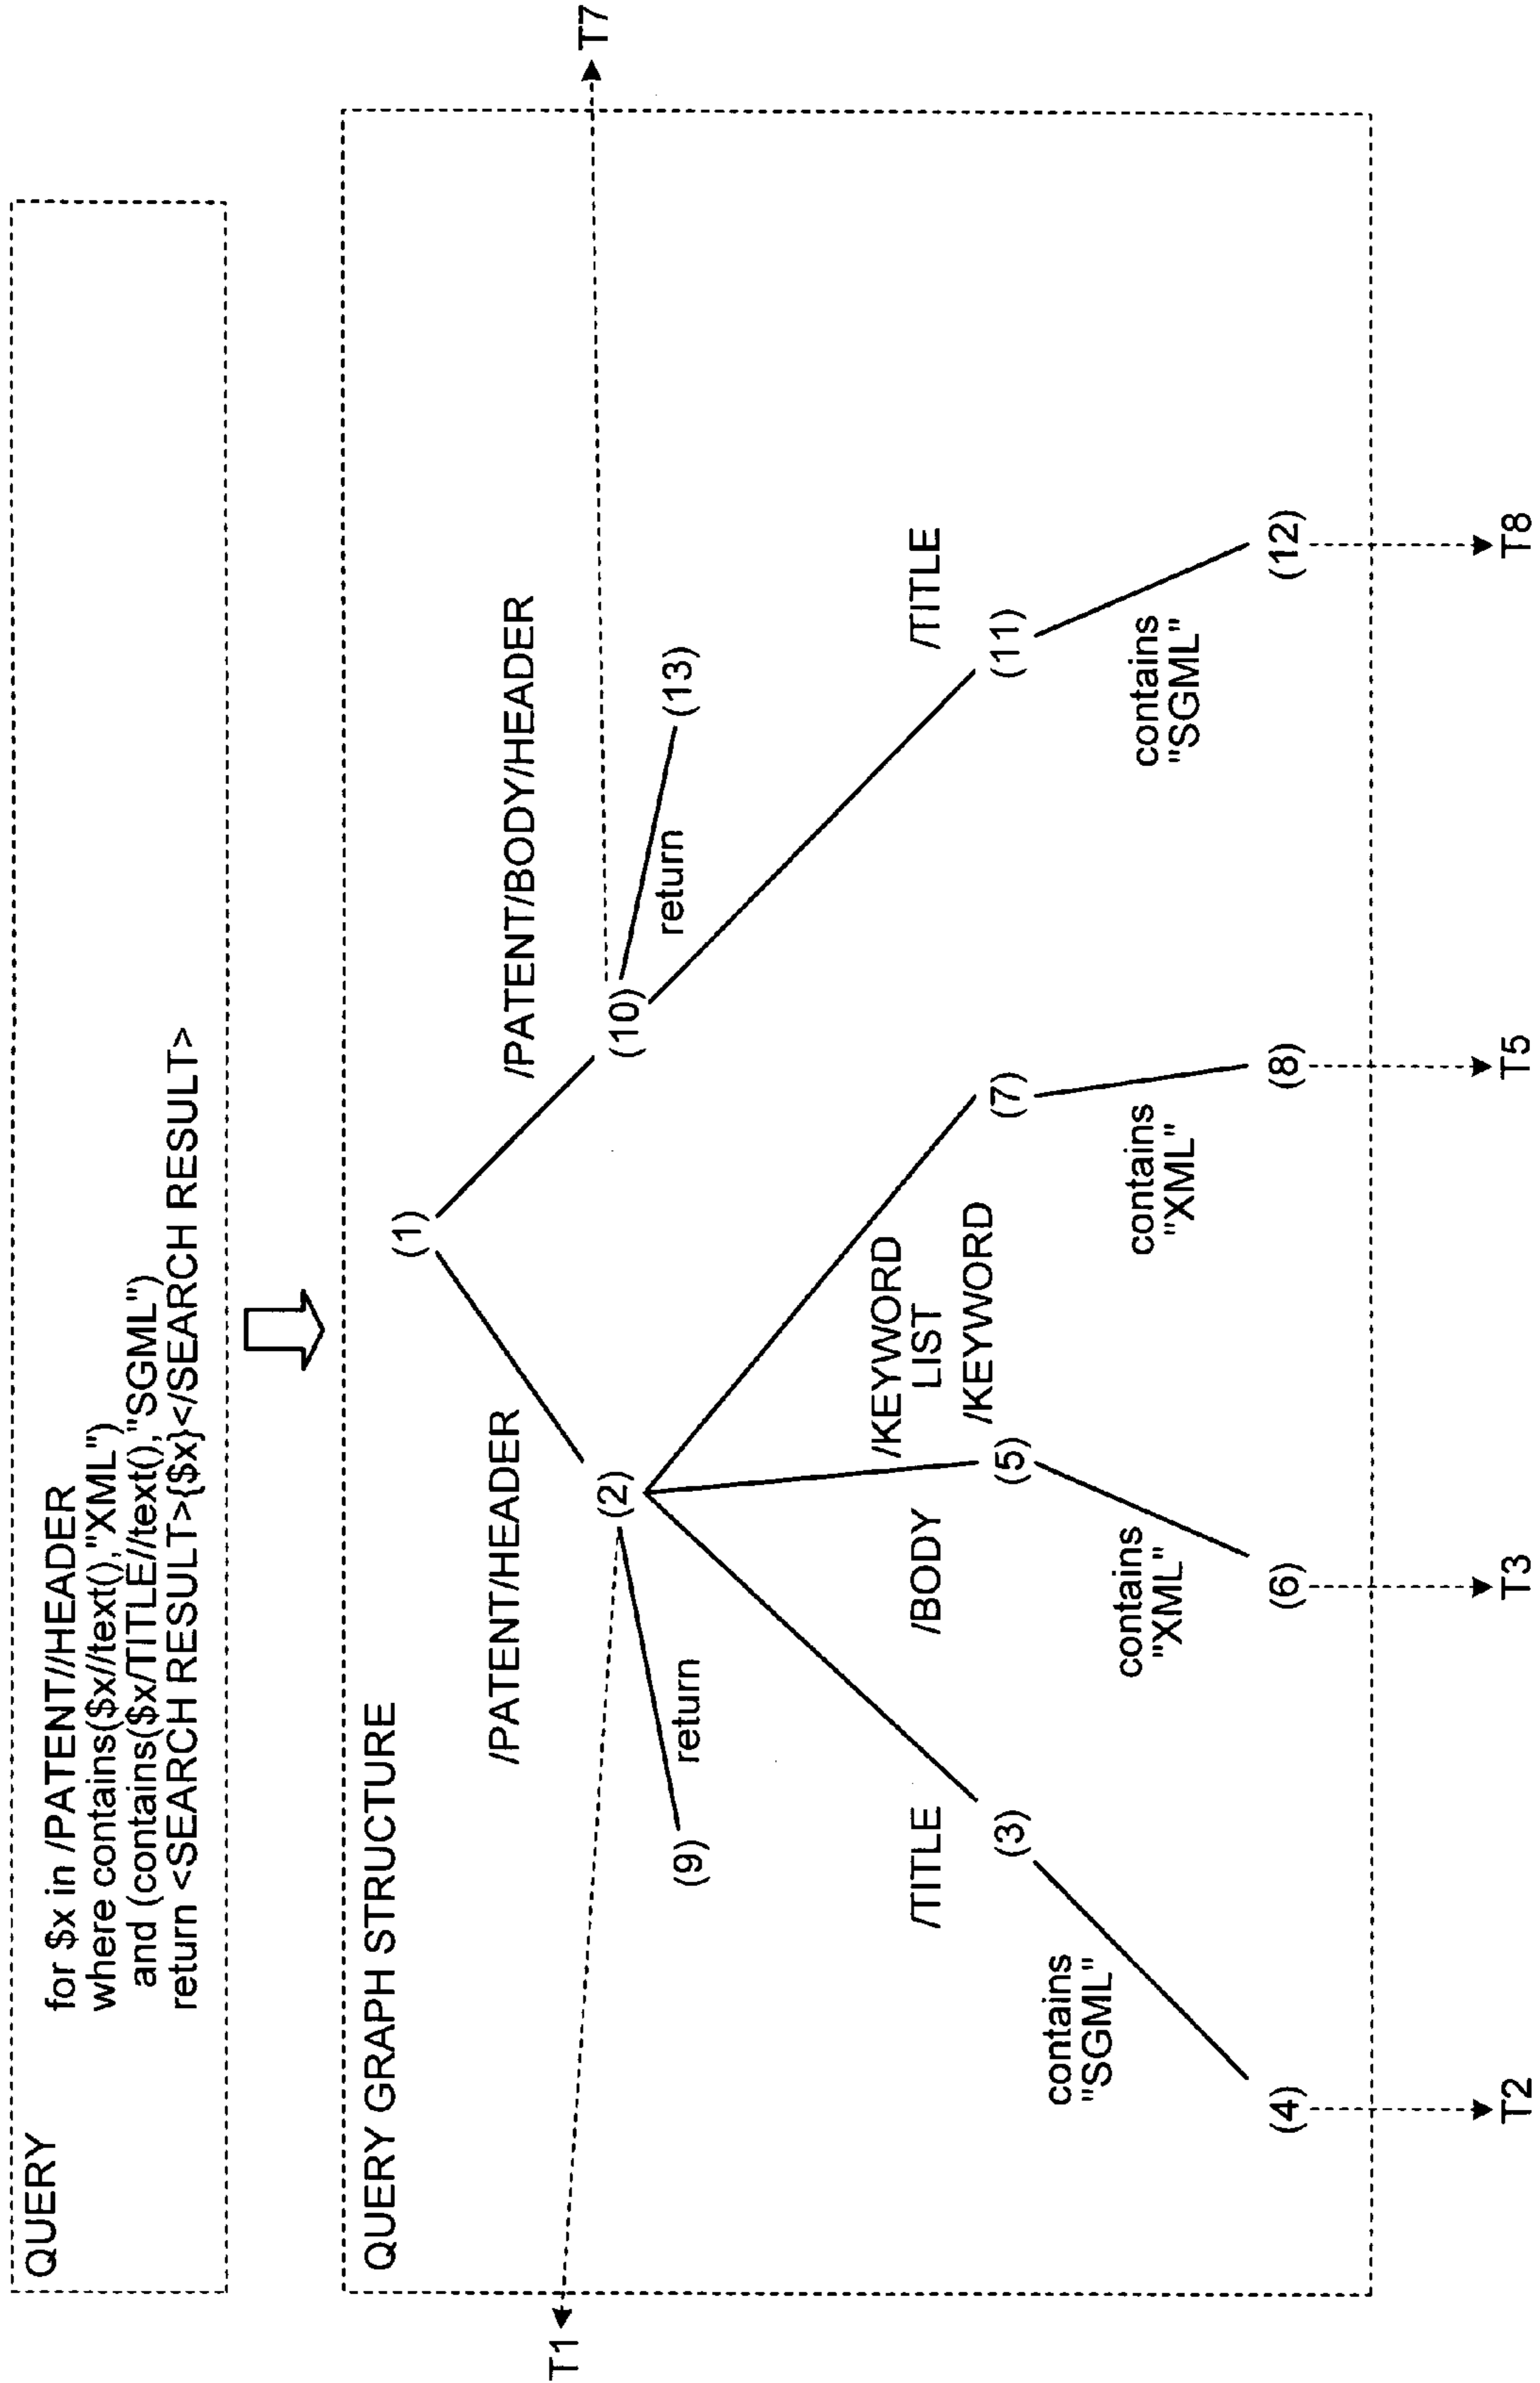 QUERY
for $x in /PATENT//HEADER
where contains($x//text(),"XML")
and (contains($x/TITLE//text(),"SGML")
return <SEARCH RESULT>{$x}</SEARCH RESULT>
QUERY GRAPH STRUCTURE
(1)
/PATENT/HEADER
/PATENT/BODY/HEADER
T1
(2)
(10)
T7
(9)
return
return
(13)
/TITLE
/BODY
/KEYWORD
LIST
/KEYWORD
/TITLE
(3)
(5)
(7)
(11)
contains
"SGML"
contains
"XML"
contains
"XML"
contains
"SGML"
(4)
(6)
(8)
(12)
T2
T3
T5
T8